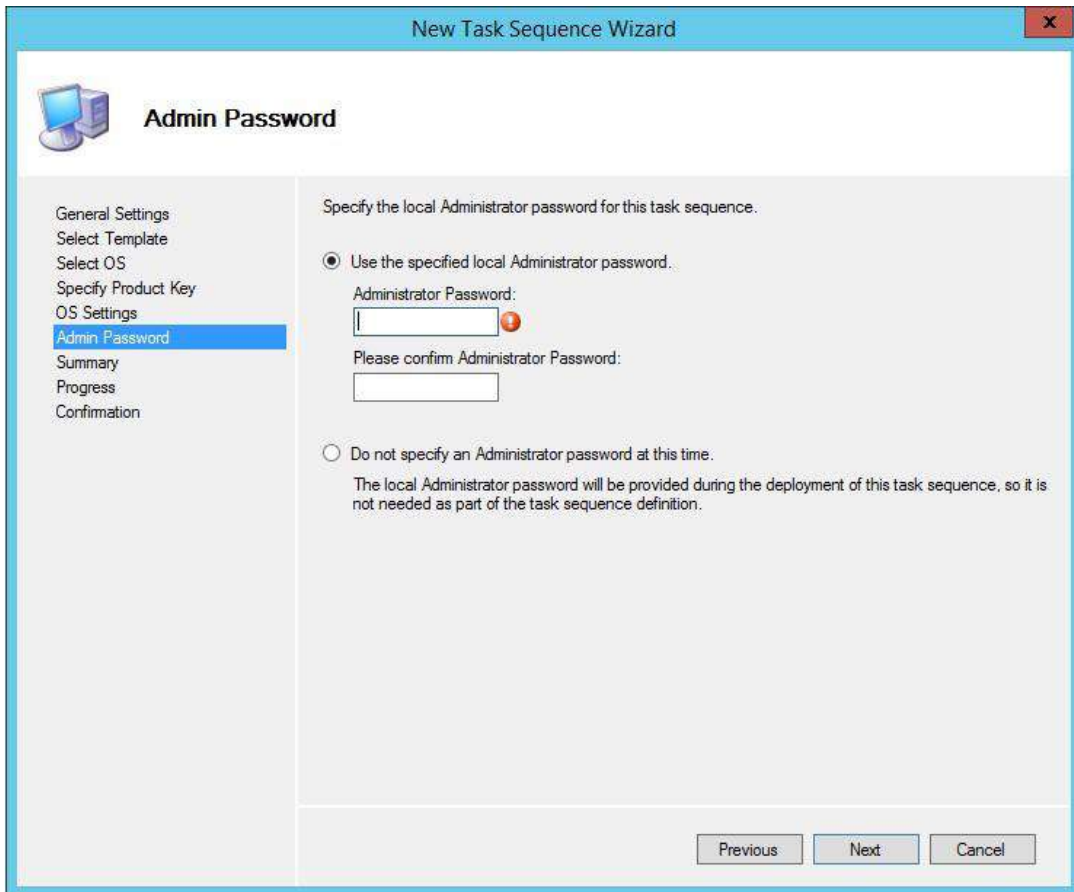 New Task Sequence Wizard
x
Admin Password
General Settings
Select Template
Select OS
Specify Product Key
OS Settings
Admin Password
Summary
Progress
Confirmation
Specify the local Administrator password for this task sequence.
Use the specified local Administrator password.
Administrator Password:
Please confirm Administrator Password:
Do not specify an Administrator password at this time.
The local Administrator password will be provided during the deployment of this task sequence, so it is
not needed as part of the task sequence definition.
Previous
Next
Cancel